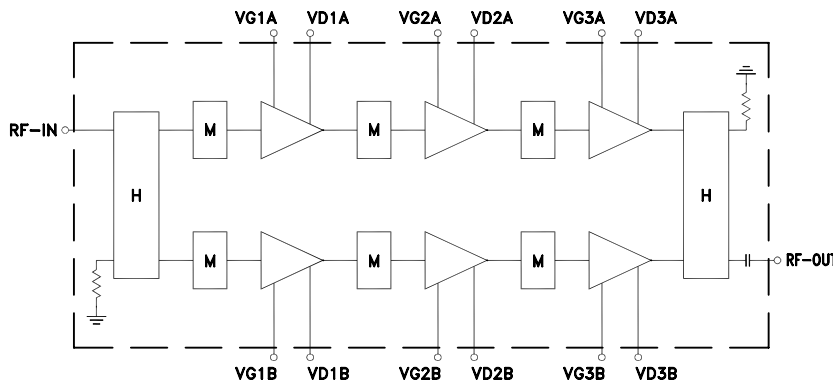 VG1A VD1A VG2A VD2A VG3A VD3A
RF-IN M M M
H H
M M M RF-OUT
VG1B VD1B VG2B VD2B VG3B VD3B